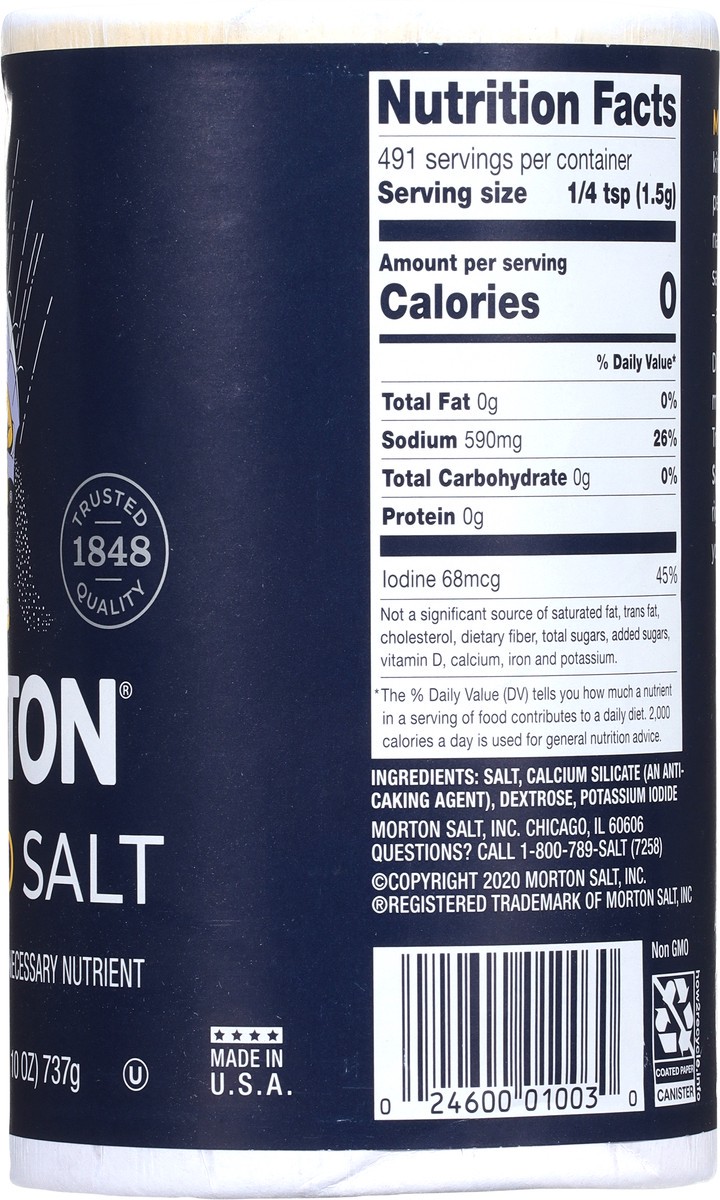 Nutrition Facts
491 servings per container
Serving size 1/4 tsp (1.5g)
Amount per serving
Calories 0
% Daily Value*
Total Fat 0g 0%
Sodium 590mg 26%
Total Carbohydrate 0g 0%
Protein 0g
Iodine 68mcg 45%
Not a significant source of saturated fat, trans fat,
cholesterol, dietary fiber, total sugars, added sugars,
vitamin D, calcium, iron and potassium.
*The % Daily Value (DV) tells you how much a nutrient
in a serving of food contributes to a daily diet. 2,000
calories a day is used for general nutrition advice.
INGREDIENTS: SALT, CALCIUM SILICATE (AN ANTI-
CAKING AGENT), DEXTROSE, POTASSIUM IODIDE
MORTON SALT, INC. CHICAGO, IL 60606
QUESTIONS? CALL 1-800-789-SALT (7258)
©COPYRIGHT 2020 MORTON SALT, INC.
®REGISTERED TRADEMARK OF MORTON SALT, INC
TRUSTED
1848
QUALITY
TON®
SALT
ECESSARY NUTRIENT
10 OZ) 737g
U
MADE IN
U.S.A.
0 24600 01003 0
Non GMO
COATED PAPER
CANISTER
how2recycle.info